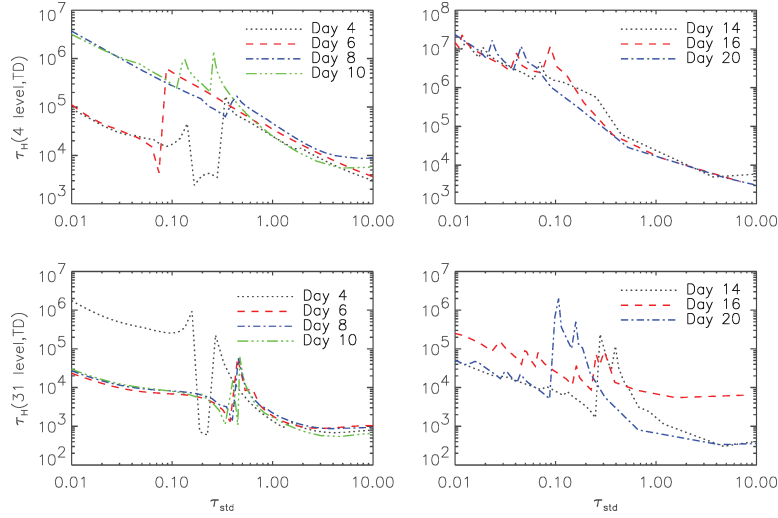 10⁷
10⁶
10⁵
10⁴
10³
τH(4 level,TD)
Day 4
Day 6
Day 8
Day 10
0.01 0.10 1.00 10.00
10⁸
10⁷
10⁶
10⁵
10⁴
10³
Day 14
Day 16
Day 20
0.01 0.10 1.00 10.00
10⁷
10⁶
10⁵
10⁴
10³
10²
τH(31 level,TD)
Day 4
Day 6
Day 8
Day 10
0.01 0.10 1.00 10.00
τstd
10⁷
10⁶
10⁵
10⁴
10³
10²
Day 14
Day 16
Day 20
0.01 0.10 1.00 10.00
τstd